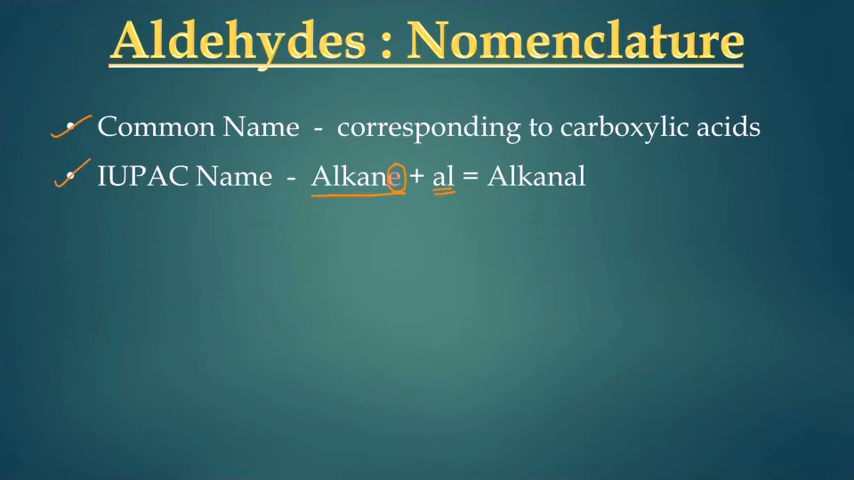 Aldehydes : Nomenclature
• Common Name - corresponding to carboxylic acids
• IUPAC Name - Alkane + al = Alkanal